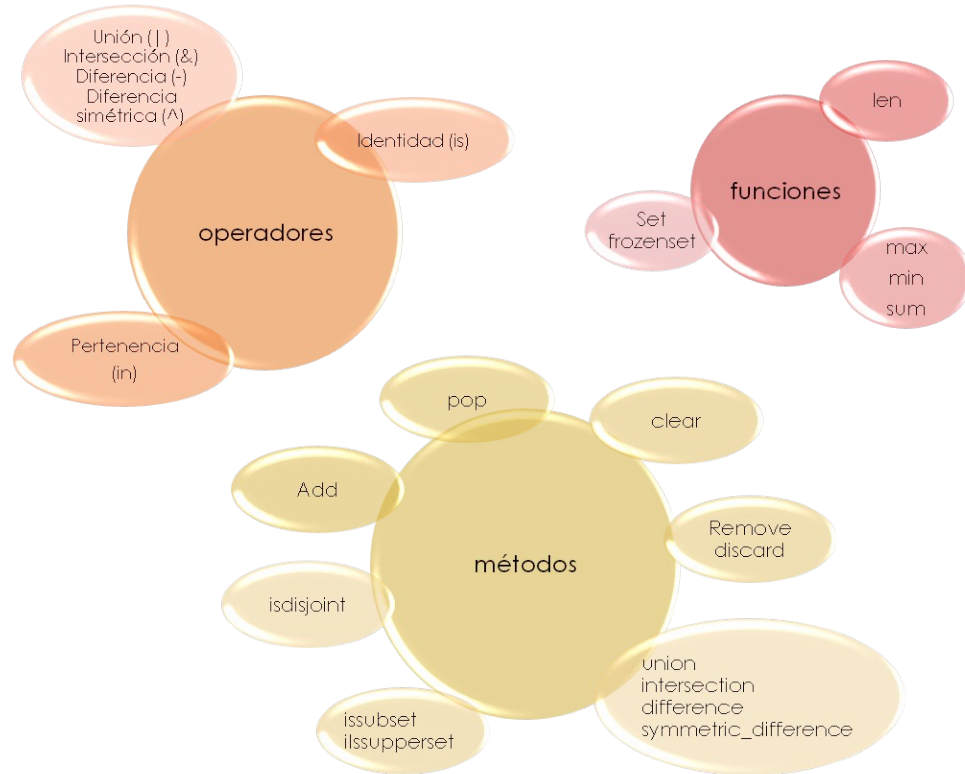 Unión (|)
Intersección (&)
Diferencia (-)
Diferencia
simétrica (^)
Identidad (is)
operadores
Pertenencia
(in)
len
funciones
Set
frozenset
max
min
sum
pop
clear
Add
Remove
discard
métodos
isdisjoint
union
intersection
difference
symmetric_difference
issubset
iIssupperset